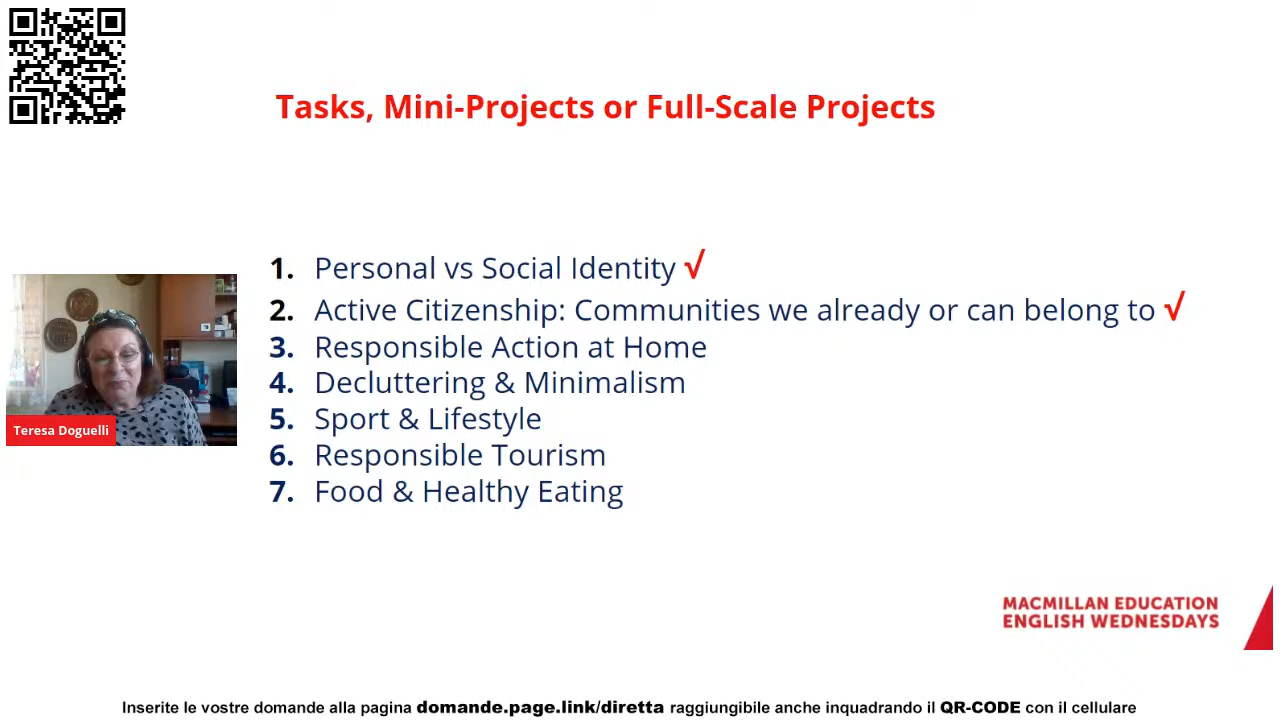 Tasks, Mini-Projects or Full-Scale Projects
1. Personal vs Social Identity √
2. Active Citizenship: Communities we already or can belong to √
3. Responsible Action at Home
4. Decluttering & Minimalism
5. Sport & Lifestyle
6. Responsible Tourism
7. Food & Healthy Eating
Teresa Doguelli
MACMILLAN EDUCATION
ENGLISH WEDNESDAYS
Inserite le vostre domande alla pagina domande.page.link/diretta raggiungibile anche inquadrando il QR-CODE con il cellulare